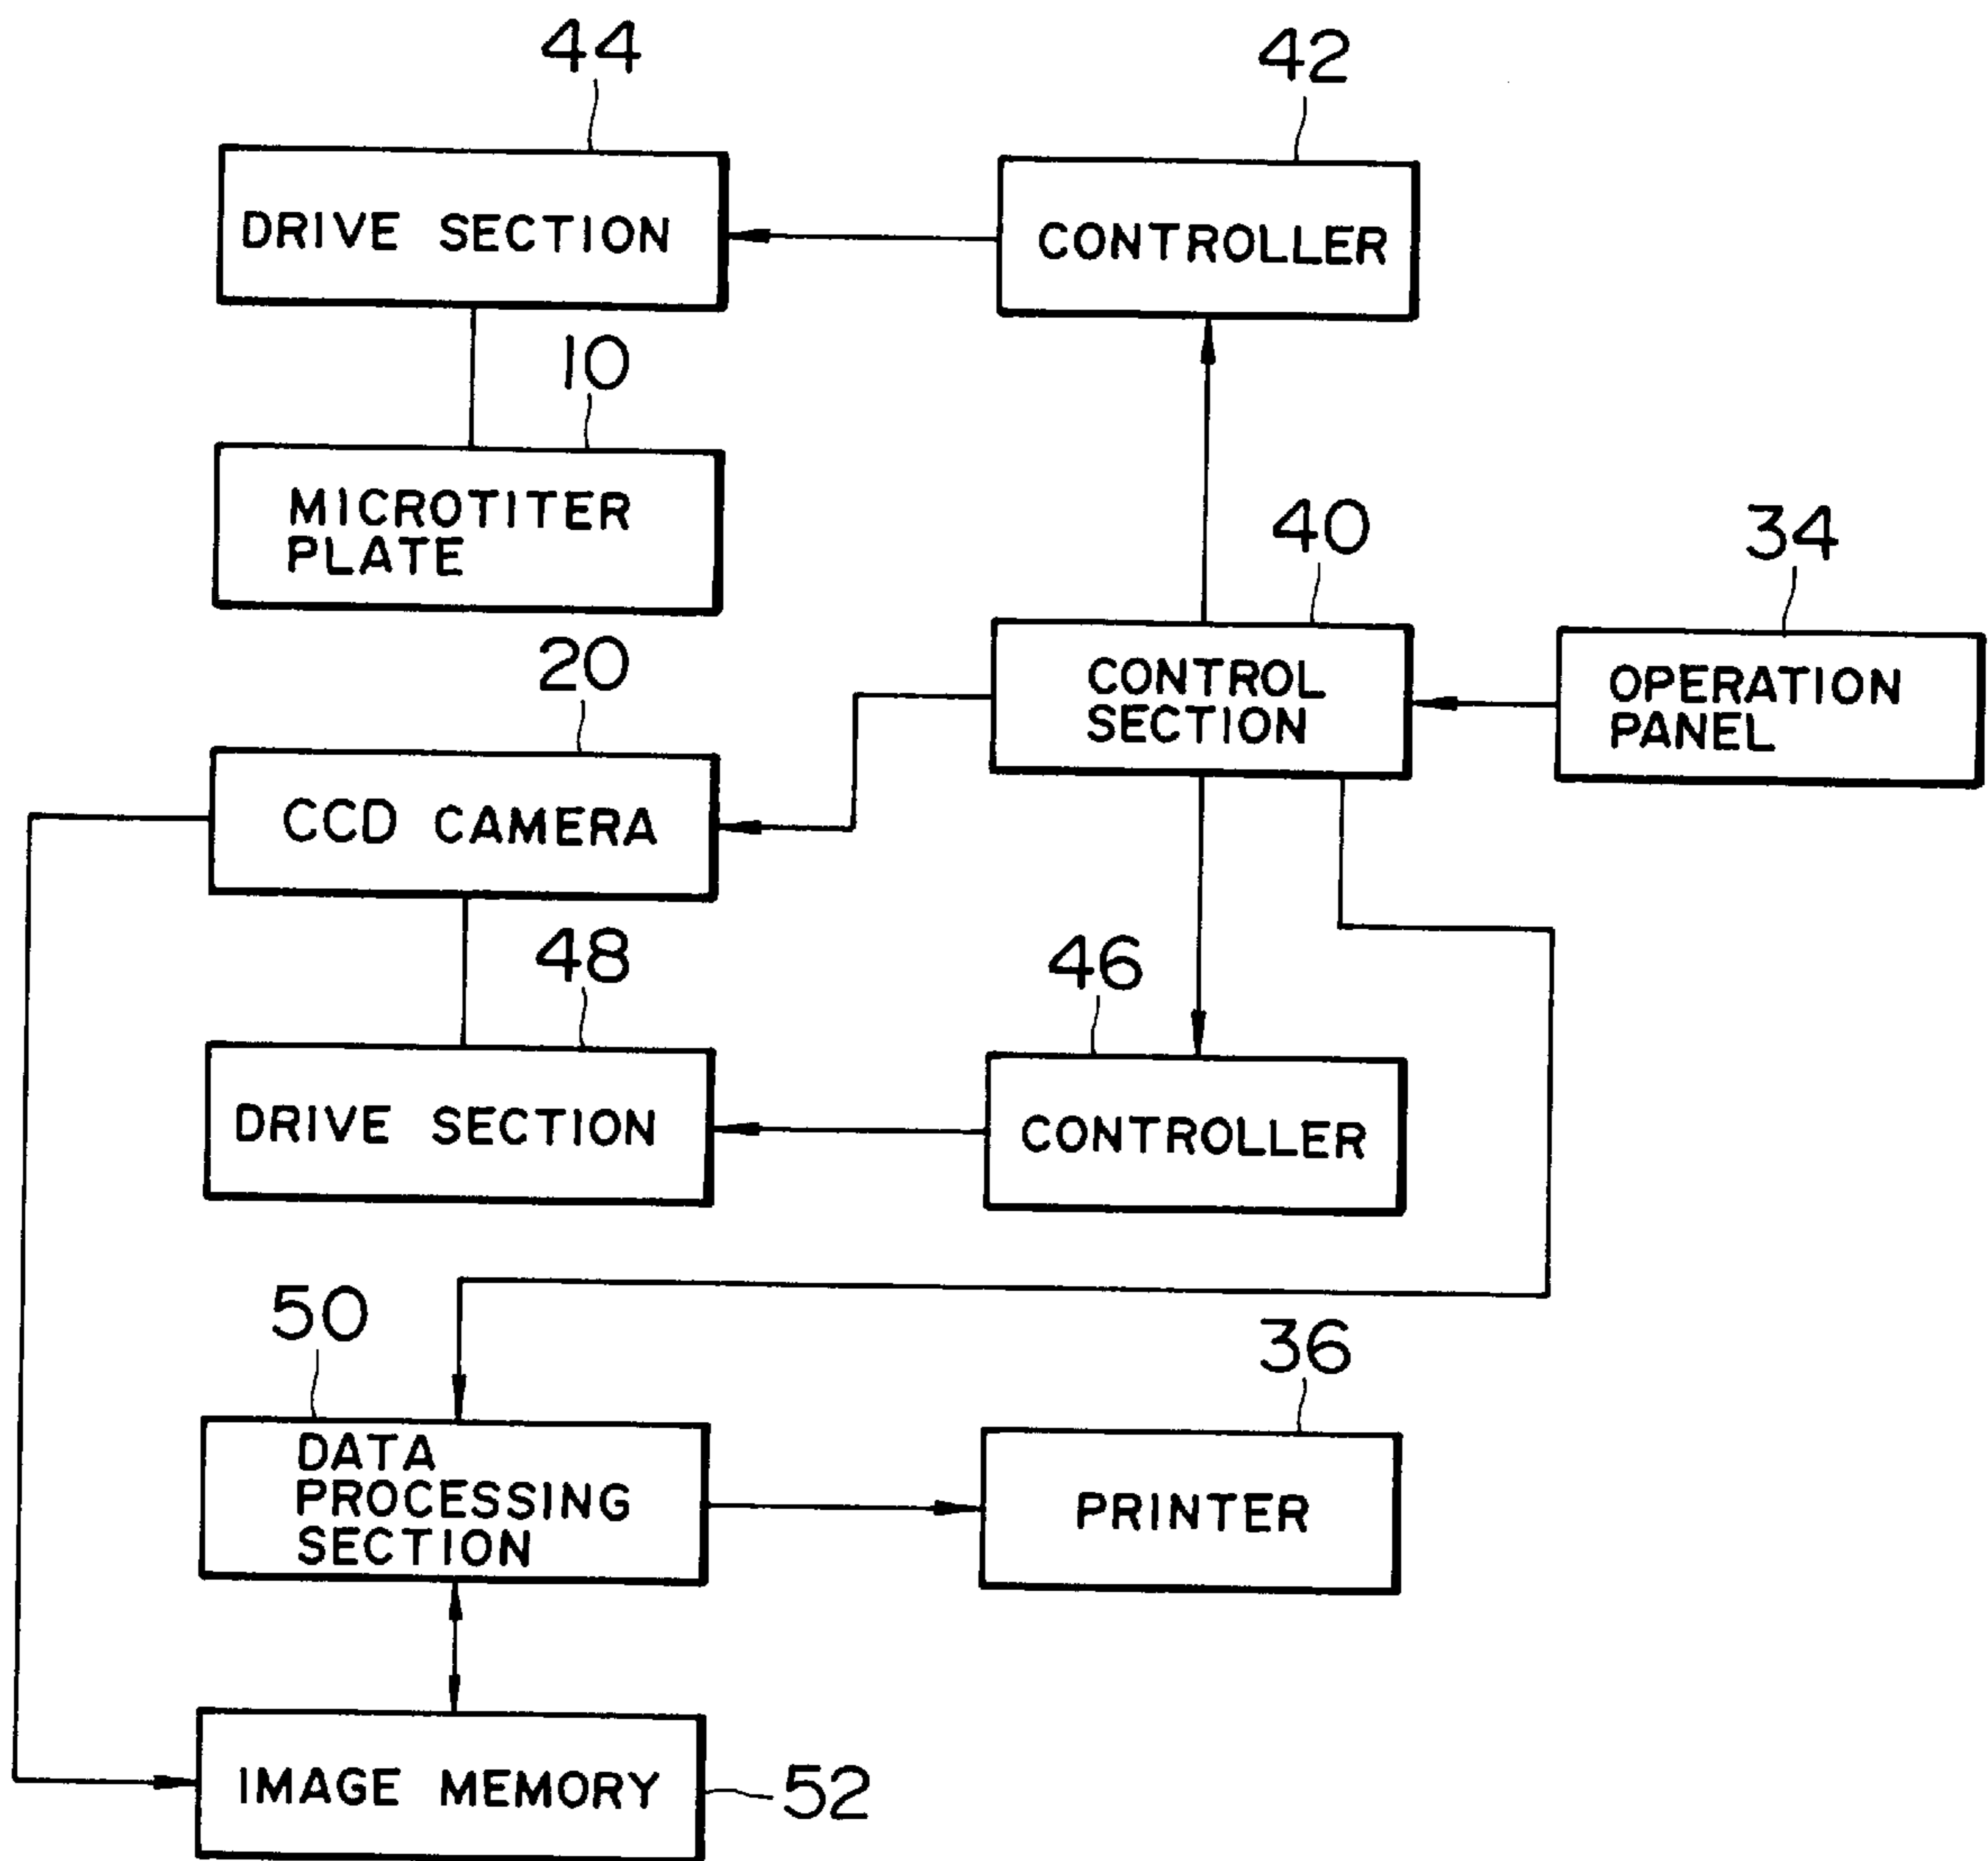 44
42
DRIVE SECTION
CONTROLLER
10
MICROTITER
PLATE
40
34
CONTROL
SECTION
OPERATION
PANEL
20
CCD CAMERA
48
46
DRIVE SECTION
CONTROLLER
50
36
DATA
PROCESSING
SECTION
PRINTER
IMAGE MEMORY
52